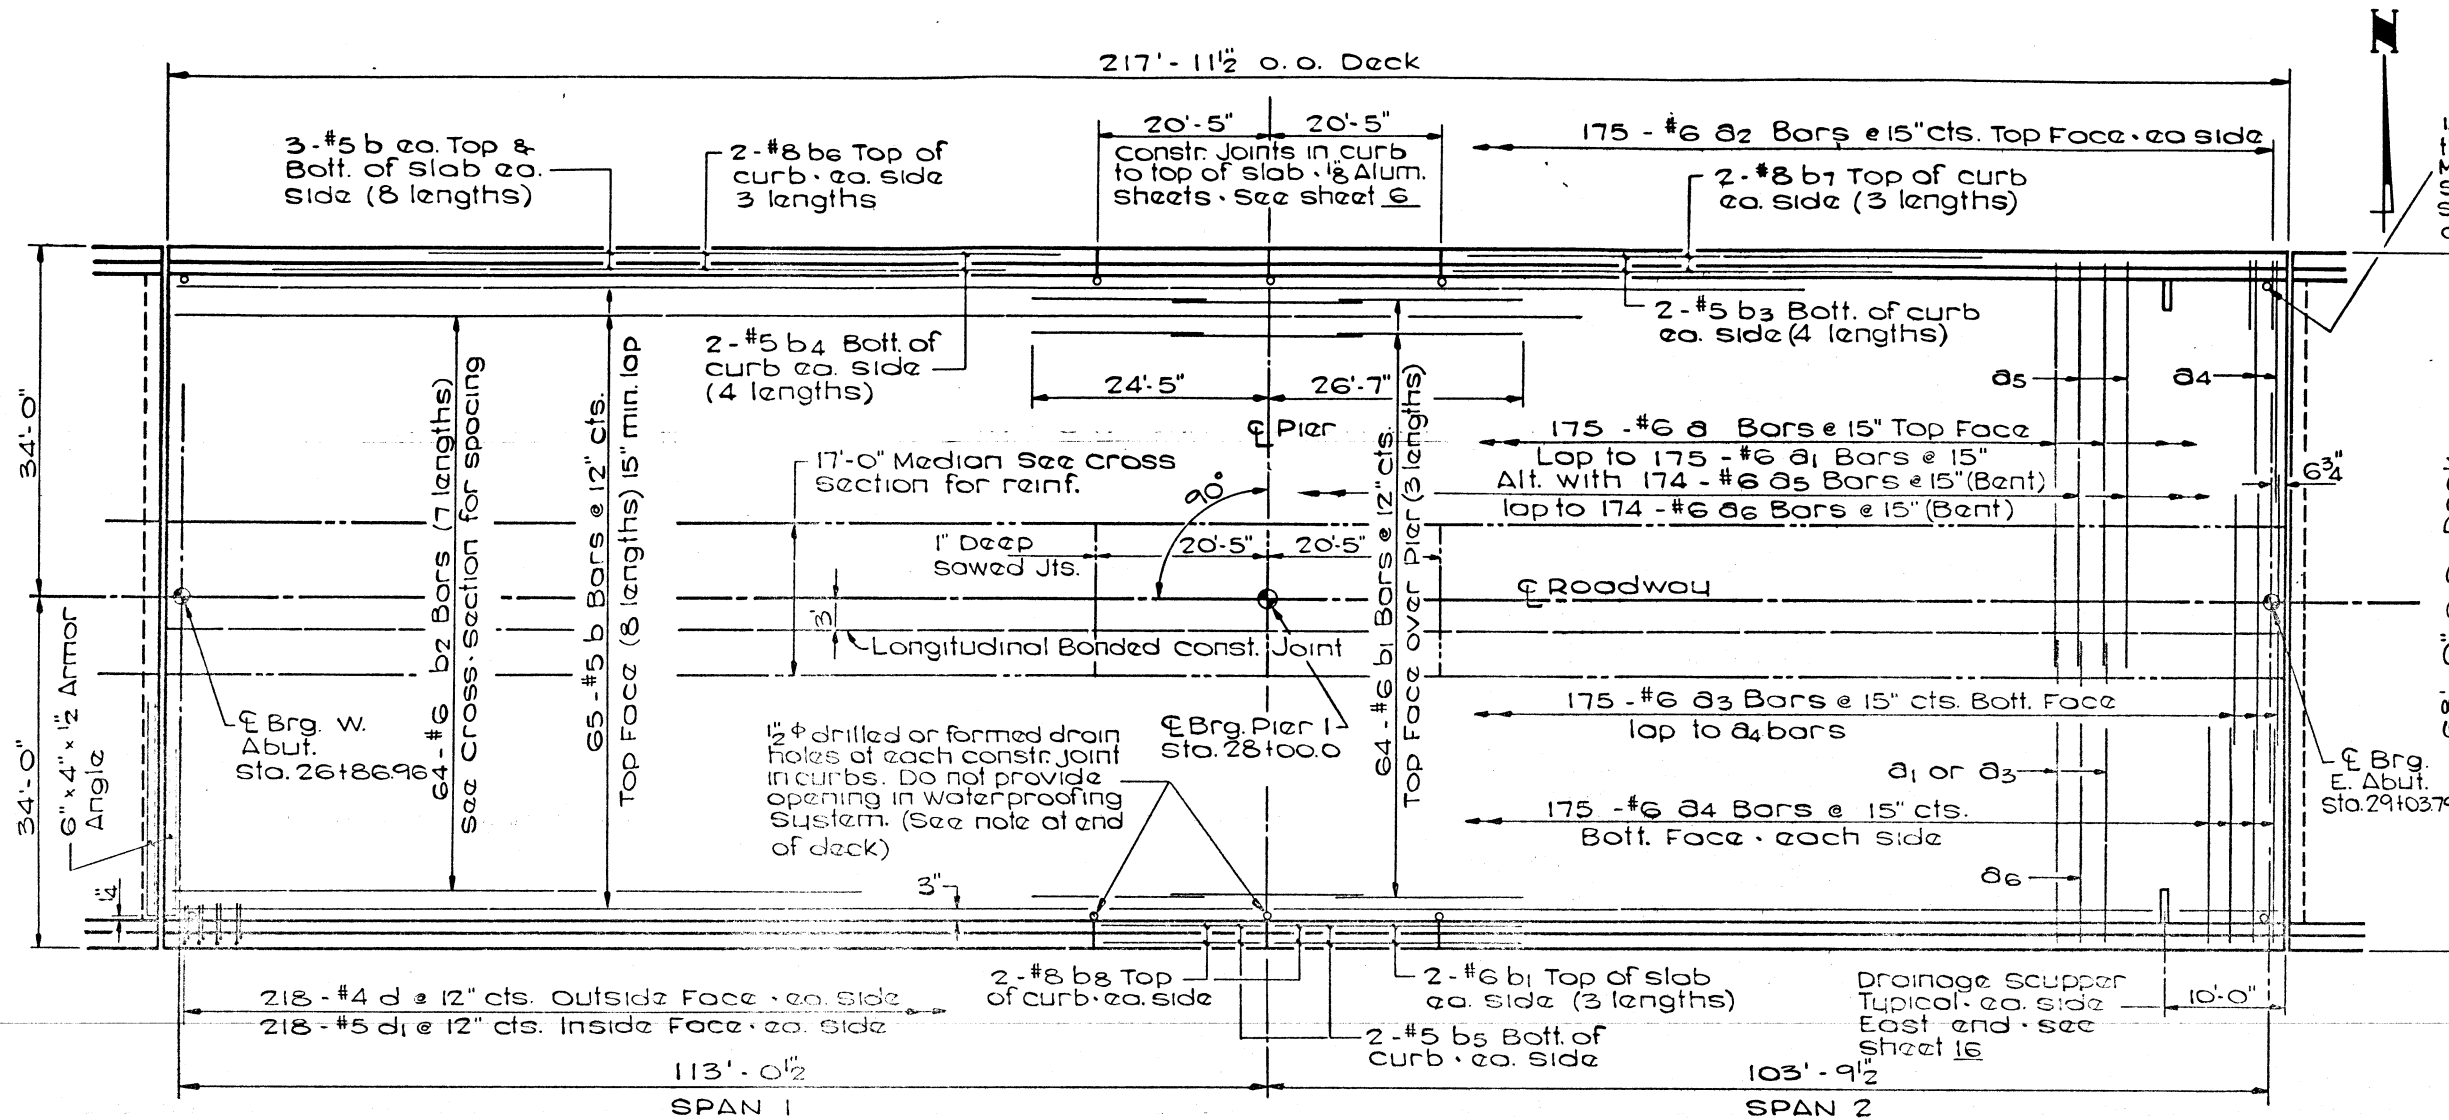 N
217'-11½ o.o. Deck
3-#5 b ea. Top &
Bott. of slab ea.
side (8 lengths)
2-#8 b6 Top of
curb · ea. side
3 lengths
20'-5" 20'-5"
constr. Joints in curb
to top of slab · ⅛ Alum.
sheets · See sheet 6
175 - #6 a2 Bars @ 15" cts. Top Face · ea side
2-#8 b7 Top of curb
ea. side (3 lengths)
2-#5 b4 Bott. of
curb ea. side
(4 lengths)
2-#5 b3 Bott. of curb
ea. side (4 lengths)
34'-0"
34'-0"
64-#6 b2 Bars (7 lengths)
see Cross-Section for spacing
65-#5 b Bars @ 12" cts.
Top Face (8 lengths) 15" min. lap
24'-5" 26'-7"
℄ Pier
64-#6 b1 Bars @ 12" cts.
Top Face over Pier (3 lengths)
a5 a4
175 - #6 a Bars @ 15" Top Face
Lap to 175 - #6 a1 Bars @ 15"
Alt. with 174 - #6 a5 Bars @ 15" (Bent)
lap to 174 - #6 a6 Bars @ 15" (Bent)
6¾"
17'-0" Median See cross
section for reinf.
90°
1" Deep
sawed Jts.
20'-5" 20'-5"
℄ Roadway
3'
Longitudinal Bonded const. Joint
6" x 4" x ½" Armor
Angle
℄ Brg. W.
Abut.
Sta. 26+86.96
½" ϕ drilled or formed drain
holes at each constr. joint
in curbs. Do not provide
opening in waterproofing
system. (See note at end
of deck)
℄ Brg. Pier 1
Sta. 28+00.0
175 - #6 a3 Bars @ 15" cts. Bott. Face
lap to a4 bars
a1 or a3
175 - #6 a4 Bars @ 15" cts.
Bott. Face · each side
℄ Brg.
E. Abut.
Sta. 29+03.79
a6
3"
218 - #4 d @ 12" cts. Outside Face · ea. side
218 - #5 d1 @ 12" cts. Inside Face · ea. side
2-#8 b8 Top
of curb · ea. side
2-#6 b1 Top of slab
ea. side (3 lengths)
2-#5 b5 Bott. of
curb · ea. side
Drainage scupper
Typical · ea. side
East end · see
sheet 16
10'-0"
113'-0½" 103'-9½"
SPAN 1 SPAN 2